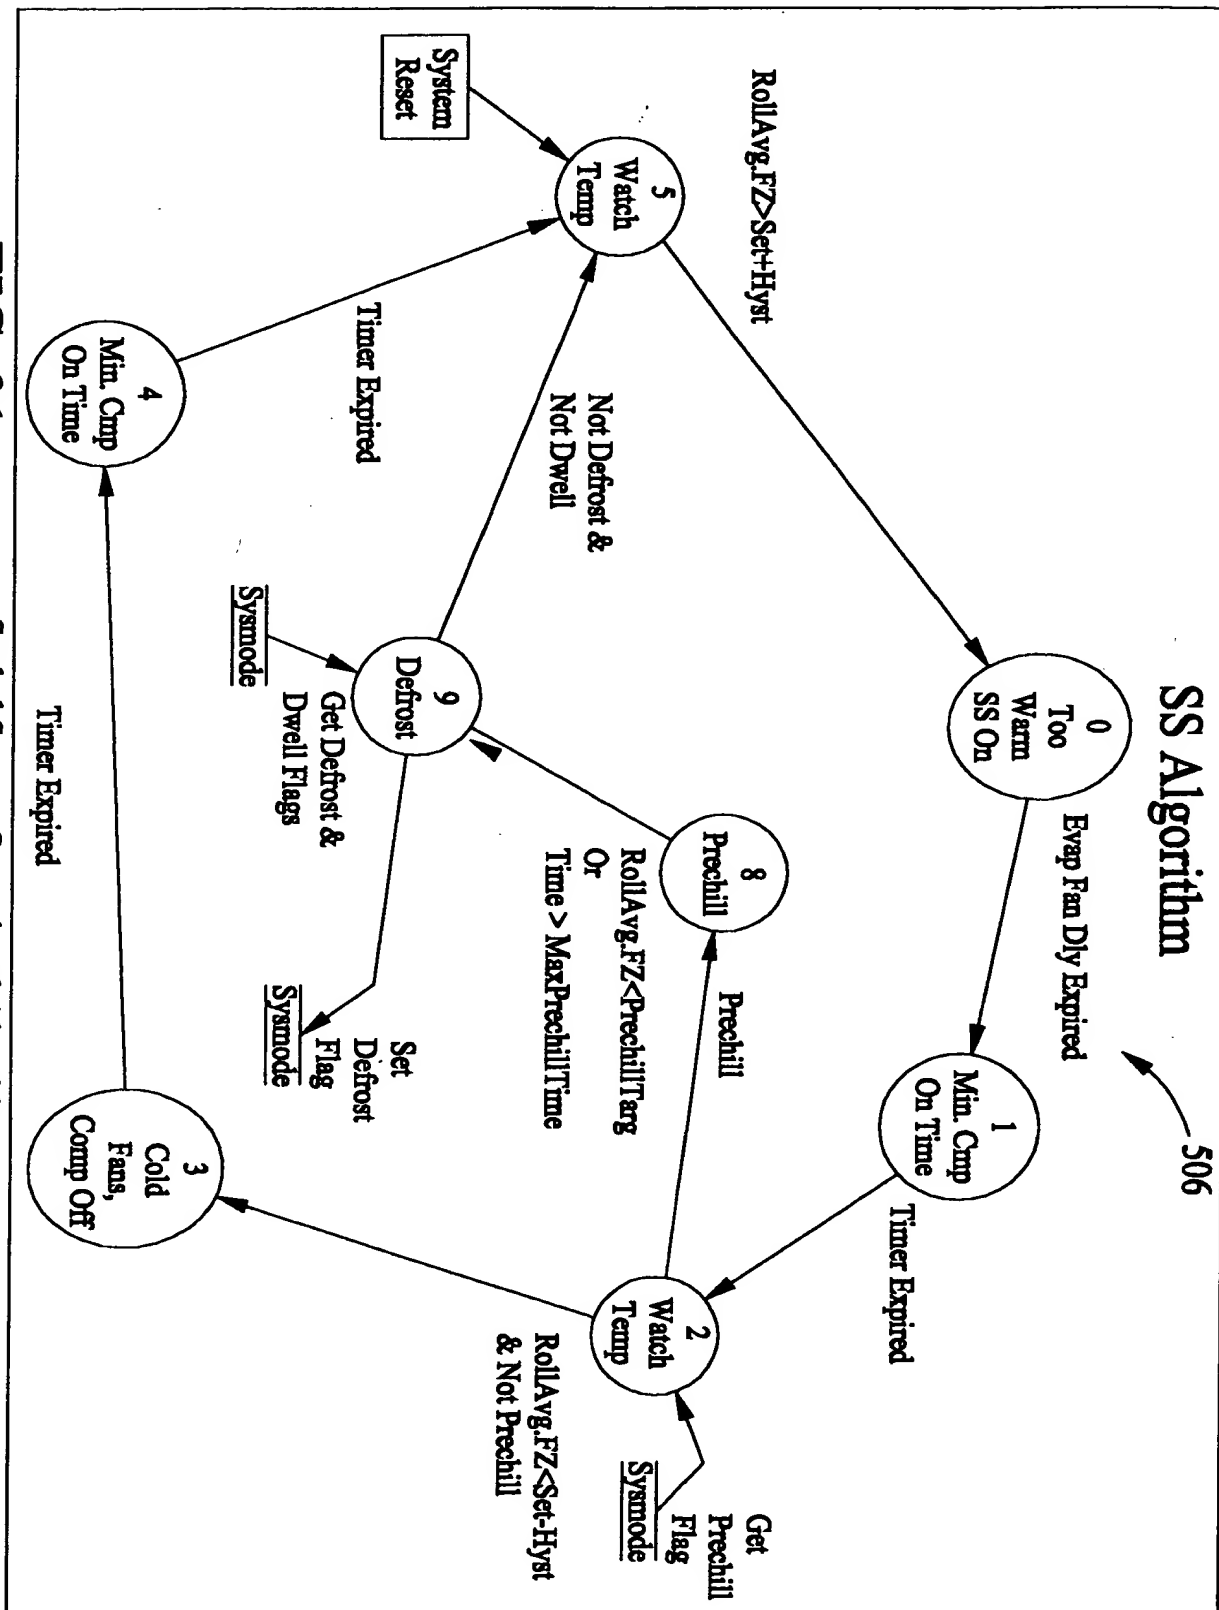 SS Algorithm
506
0
Too
Warm
SS On
Evap Fan Dly Expired
1
Min. Cmp
On Time
Timer Expired
RollAvg.FZ>Set+Hyst
5
Watch
Temp
System
Reset
Not Defrost &
Not Dwell
Timer Expired
8
Prechill
Prechill
RollAvg.FZ<PrechillTarg
Or
Time > MaxPrechillTime
2
Watch
Temp
Get
Prechill
Flag
Sysmode
RollAvg.FZ<Set-Hyst
& Not Prechill
9
Defrost
Sysmode
Get Defrost &
Dwell Flags
Set
Defrost
Flag
Sysmode
4
Min. Cmp
On Time
Timer Expired
3
Cold
Fans,
Comp Off